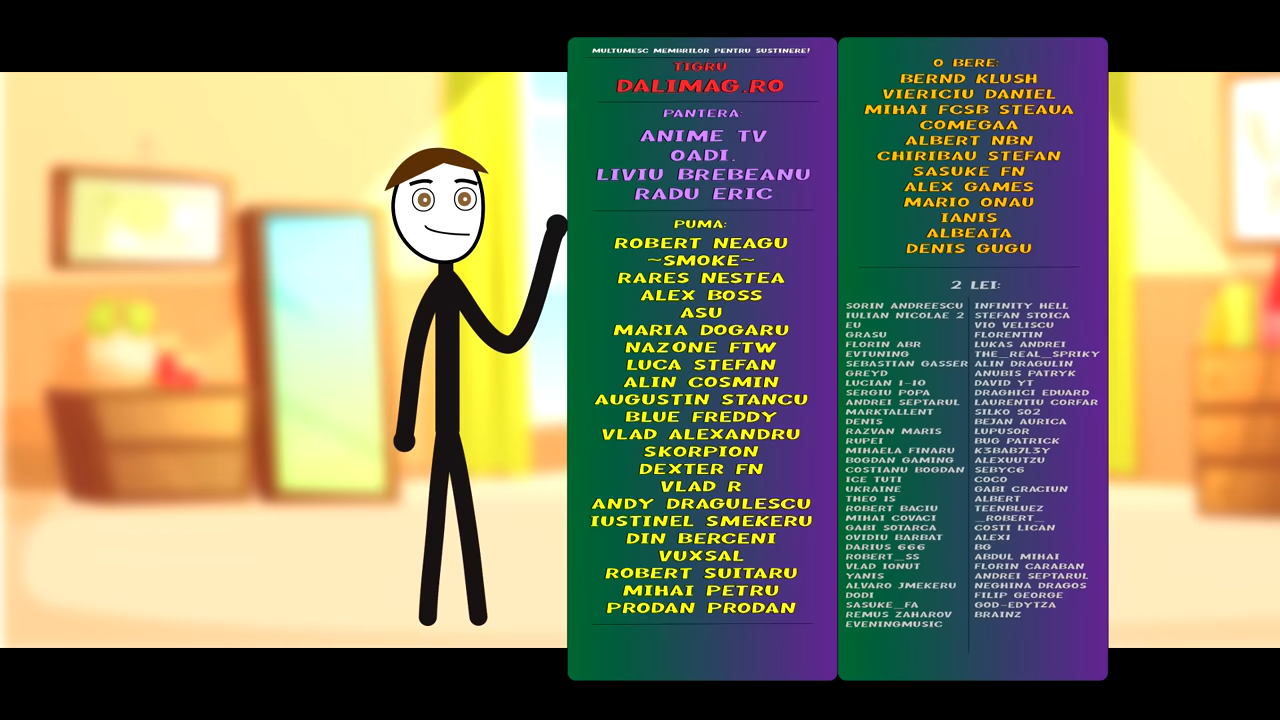 MULTUMESC MEMBRILOR PENTRU SUSTINERE!
TIGRU
DALIMAG.RO
PANTERA:
ANIME TV
OADI.
LIVIU BREBEANU
RADU ERIC
PUMA:
ROBERT NEAGU
~SMOKE~
RARES NESTEA
ALEX BOSS
ASU
MARIA DOGARU
NAZONE FTW
LUCA STEFAN
ALIN COSMIN
AUGUSTIN STANCU
BLUE FREDDY
VLAD ALEXANDRU
SKORPION
DEXTER FN
VLAD R
ANDY DRAGULESCU
IUSTINEL SMEKERU
DIN BERCENI
VUXSAL
ROBERT SUITARU
MIHAI PETRU
PRODAN PRODAN
O BERE:
BERND KLUSH
VIERICIU DANIEL
MIHAI FCSB STEAUA
COMEGAA
ALBERT NBN
CHIRIBAU STEFAN
SASUKE FN
ALEX GAMES
MARIO ONAU
IANIS
ALBEATA
DENIS GUGU
2 LEI:
SORIN ANDREESCU
IULIAN NICOLAE 2
EU
GRASU
FLORIN ABR
EVTUNING
SEBASTIAN GASSER
GREYD
LUCIAN 1-10
SERGIU POPA
ANDREI SEPTARUL
MARKTALLENT
DENIS
RAZVAN MARIS
RUPEI
MIHAELA FINARU
BOGDAN GAMING
COSTIANU BOGDAN
ICE TUTI
UKRAINE
THEO IS
ROBERT BACIU
MIHAI COVACI
GABI SOTARCA
OVIDIU BARBAT
DARIUS 666
ROBERT_SS
VLAD IONUT
YANIS
ALVARO JMEKERU
DODI
SASUKE_FA
REMUS ZAHAROV
EVENINGMUSIC
INFINITY HELL
STEFAN STOICA
VIO VELISCU
FLORENTIN
LUKAS ANDREI
THE_REAL_SPRIKY
ALIN DRAGULIN
ANUBIS PATRYK
DAVID YT
DRAGHICI EDUARD
LAURENTIU CORFAR
SILKO SO2
BEJAN AURICA
LUPUSOR
BUG PATRICK
K3BAB7L3Y
ALEXUUTZU
SEBYC6
COCO
GABI CRACIUN
ALBERT
TEENBLUEZ
_ROBERT_
COSTI LICAN
ALEXI
BG
ABDUL MIHAI
FLORIN CARABAN
ANDREI SEPTARUL
NEGHINA DRAGOS
FILIP GEORGE
GOD-EDYTZA
BRAINZ